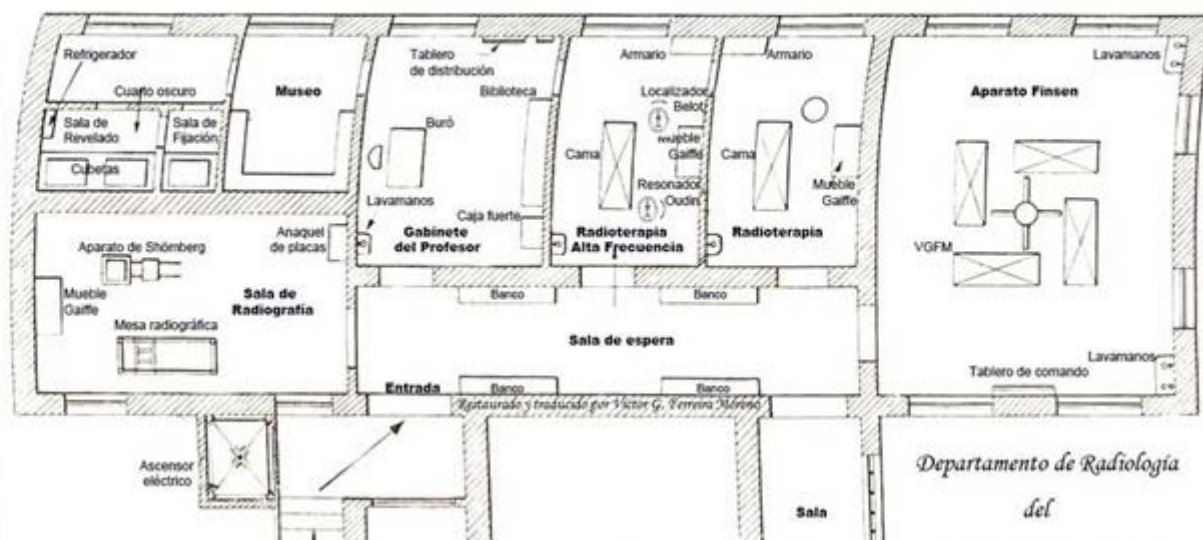 Refrigerador
Cuarto oscuro
Sala de
Revelado
Sala de
Fijación
Cubetas
Museo
Tablero
de distribución
Biblioteca
Buró
Lavamanos
Caja fuerte
Gabinete
del Profesor
Armario
Localizador
Belot
Mueble
Gaiffe
Cama
Resonador
Oudin
Radioterapia
Alta Frecuencia
Armario
Cama
Mueble
Gaiffe
Radioterapia
Lavamanos
Aparato Finsen
VGFM
Lavamanos
Tablero de comando
Anaquel
de placas
Aparato de Shörnberg
Mueble
Gaiffe
Sala de
Radiografía
Mesa radiográfica
Banco
Banco
Sala de espera
Entrada
Banco
Banco
Restaurado y traducido por Víctor G. Ferreira Moreno
Ascensor
eléctrico
Sala
Departamento de Radiología
del